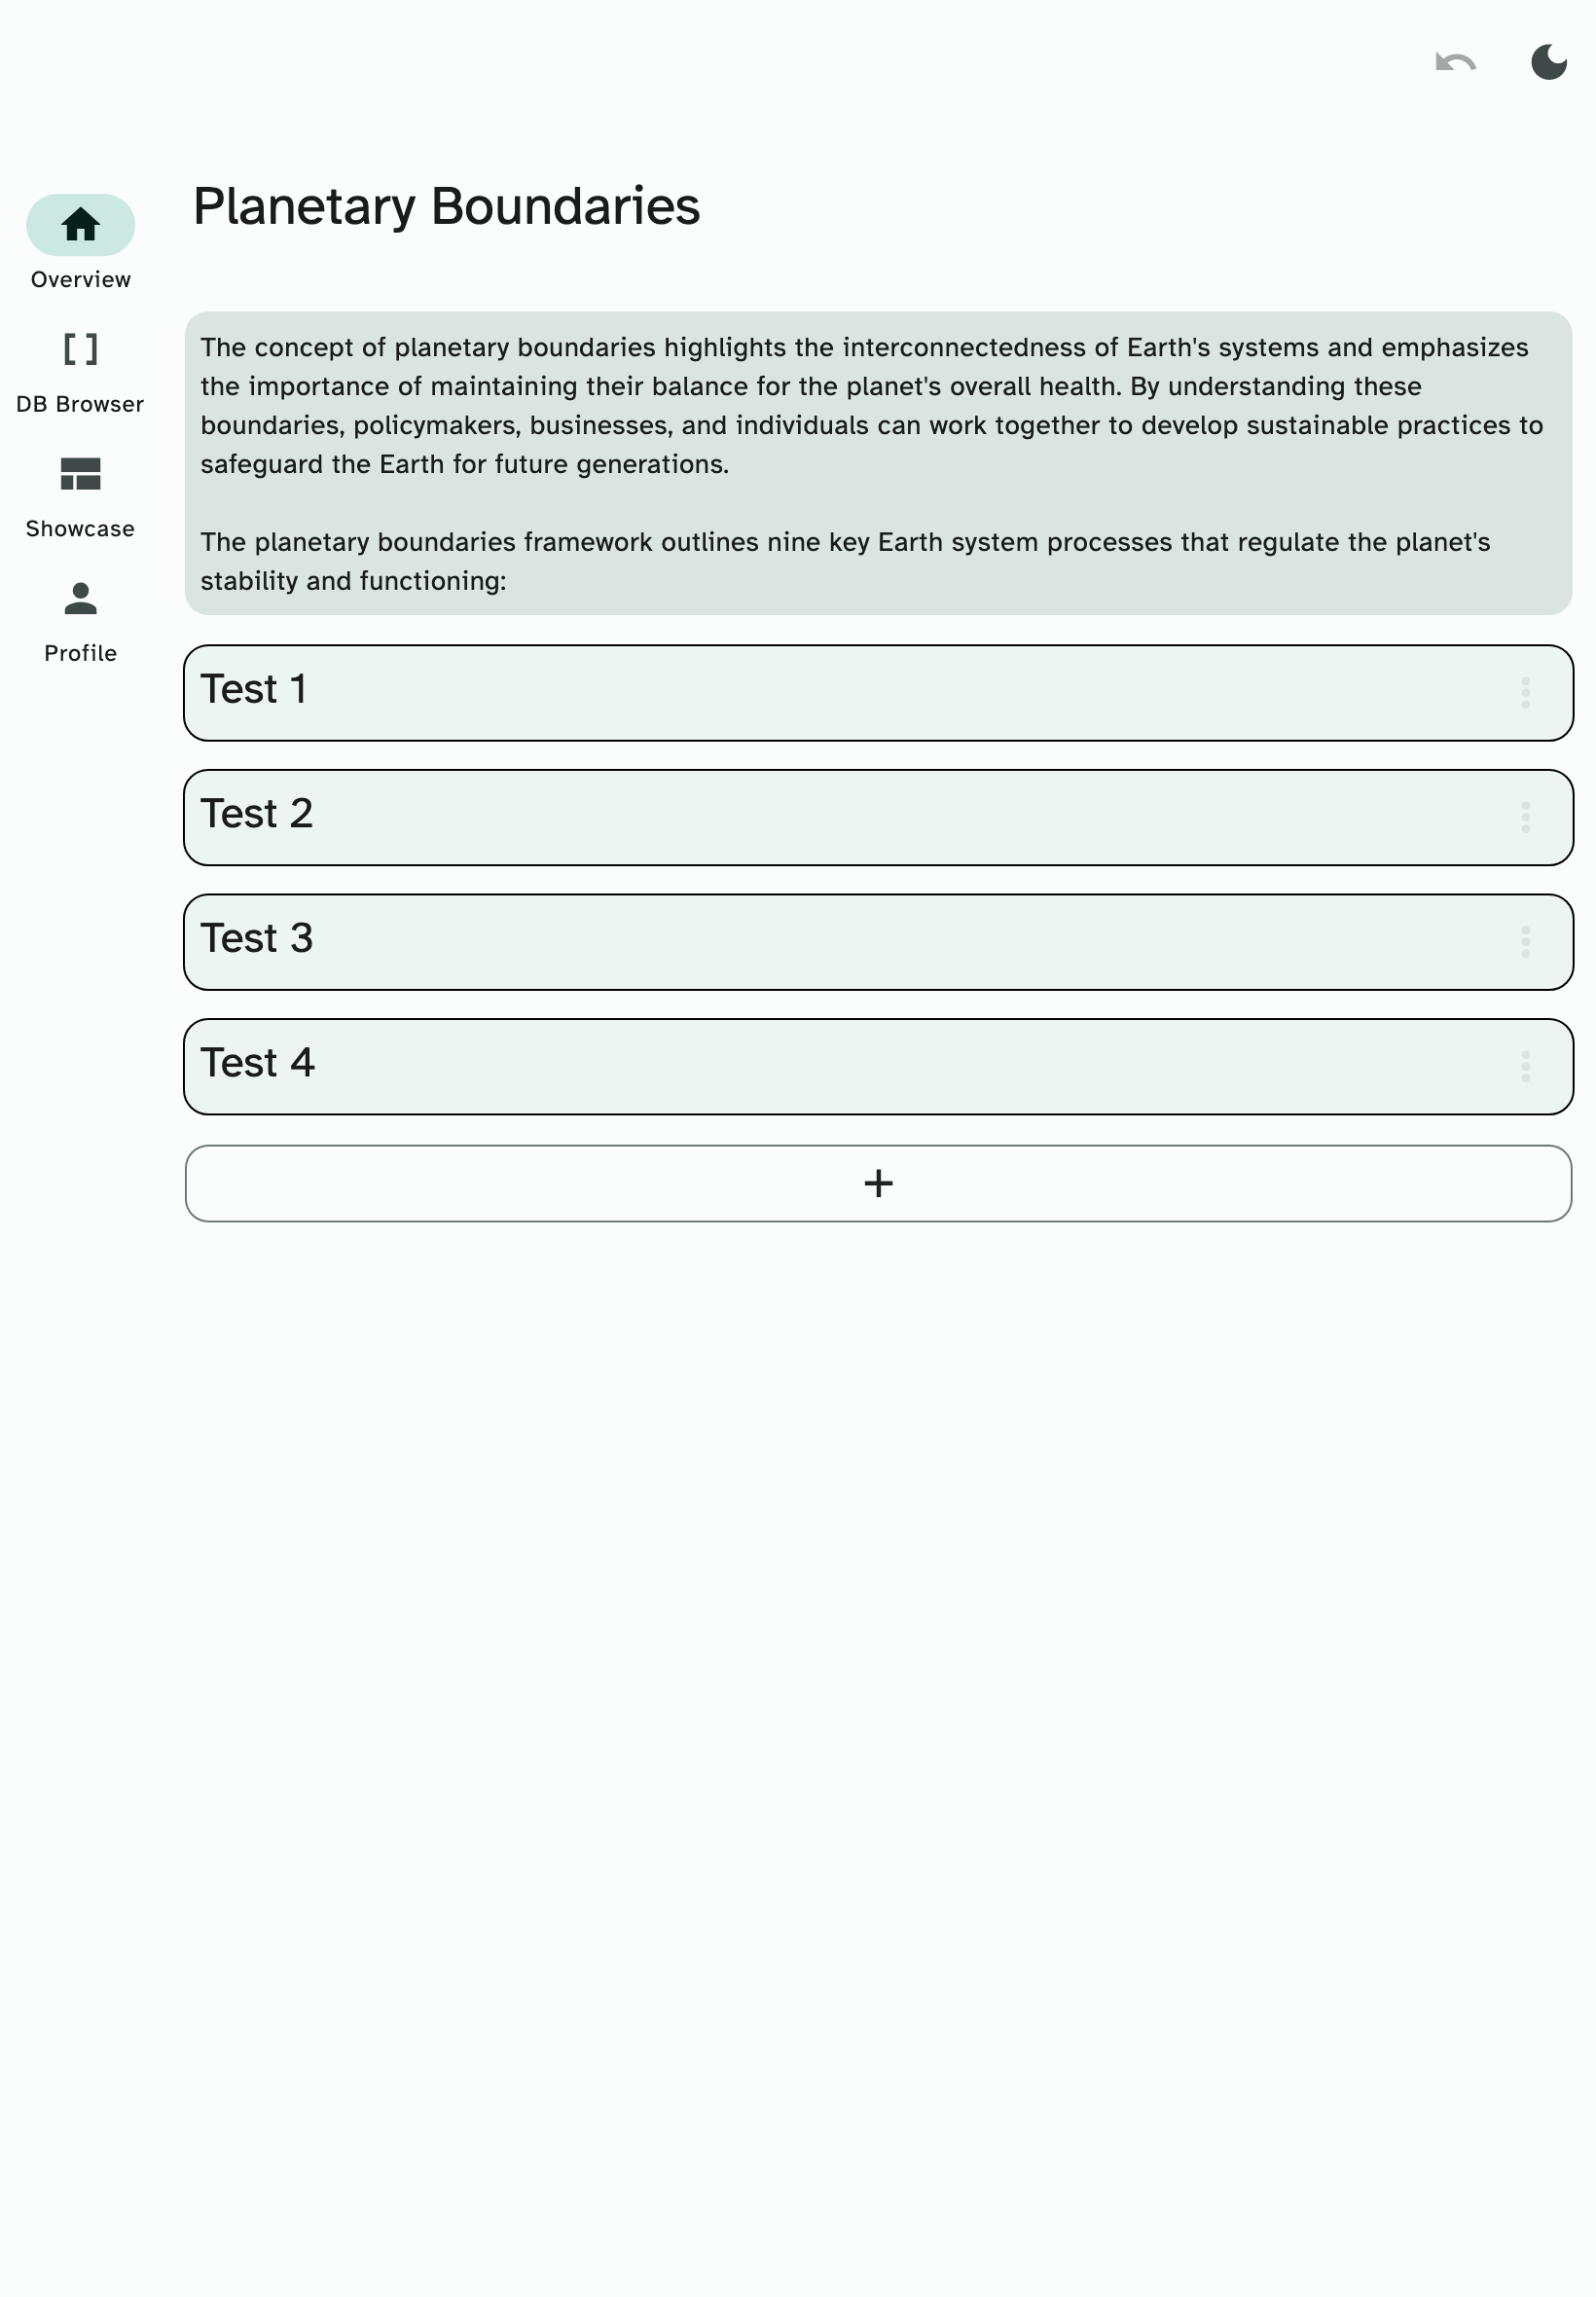 Planetary Boundaries
Overview
DB Browser
Showcase
Profile
The concept of planetary boundaries highlights the interconnectedness of Earth's systems and emphasizes
the importance of maintaining their balance for the planet's overall health. By understanding these
boundaries, policymakers, businesses, and individuals can work together to develop sustainable practices to
safeguard the Earth for future generations.
The planetary boundaries framework outlines nine key Earth system processes that regulate the planet's
stability and functioning:
Test 1
Test 2
Test 3
Test 4